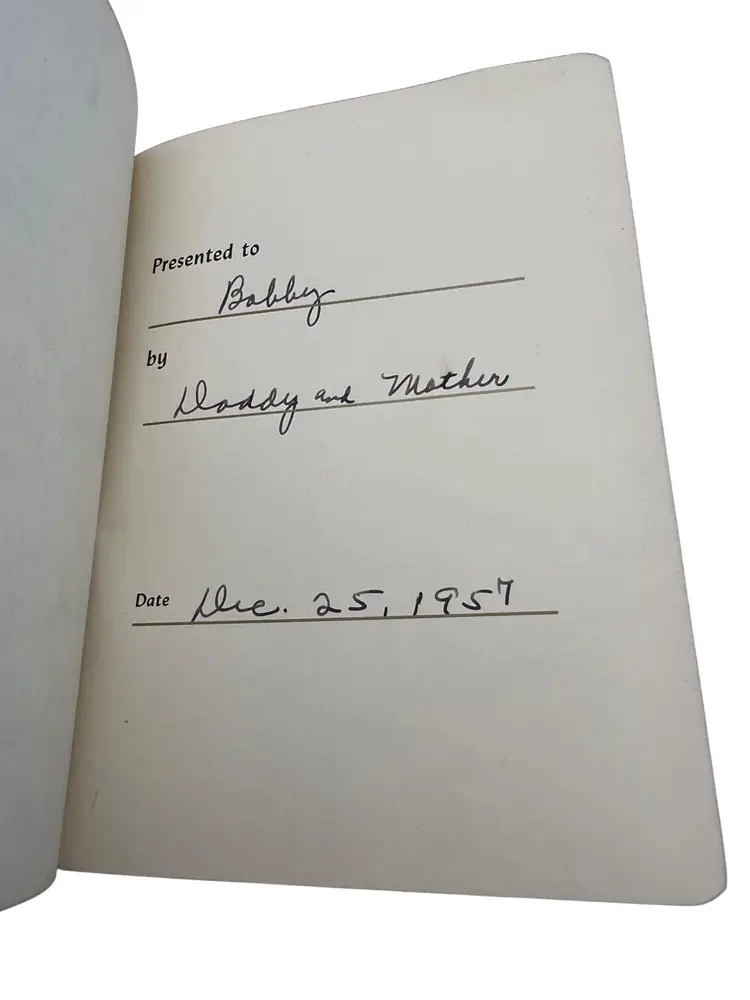 Presented to
Bobby
by
Daddy and Mother
Date Dec. 25, 1957